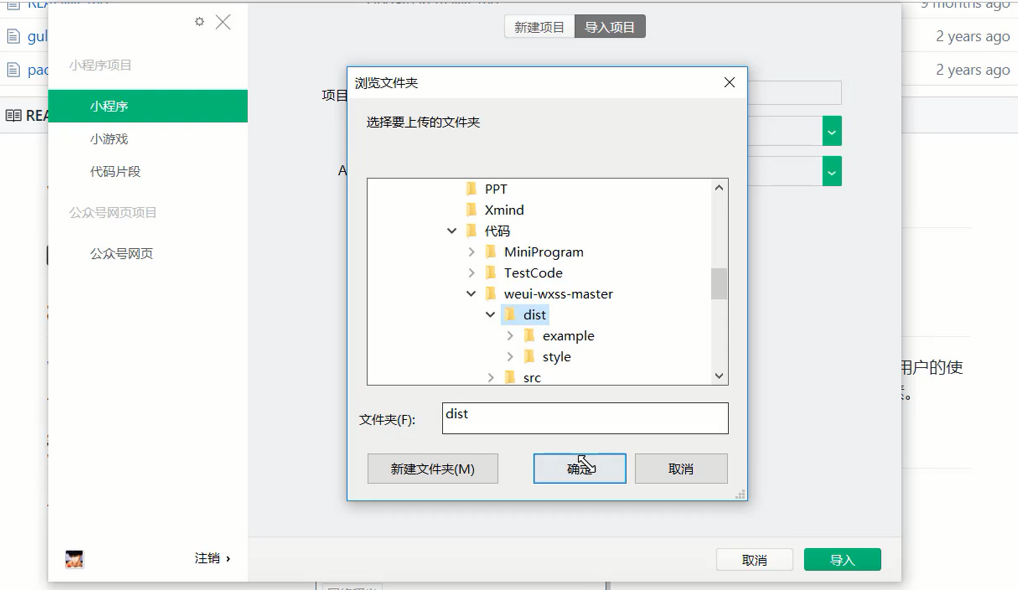 9 months ago
gul
2 years ago
pac
2 years ago
REA
小程序项目
小程序
小游戏
代码片段
公众号网页项目
公众号网页
注销 ›
新建项目 导入项目
项目
A
浏览文件夹
选择要上传的文件夹
PPT
Xmind
代码
MiniProgram
TestCode
weui-wxss-master
dist
example
style
src
文件夹(F): dist
新建文件夹(M) 确定 取消
用户的使
取消 导入